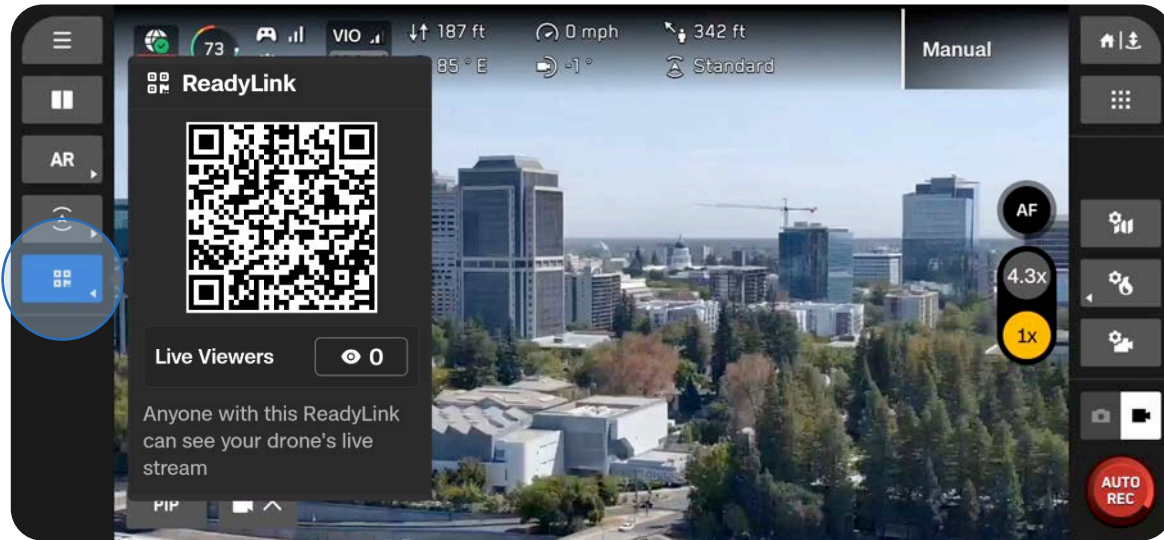 73
VIO
187 ft
0 mph
342 ft
85 ° E
-1 °
Standard
Manual
AR
ReadyLink
Live Viewers
0
Anyone with this ReadyLink
can see your drone's live
stream
PIP
AF
4.3x
1x
AUTO
REC